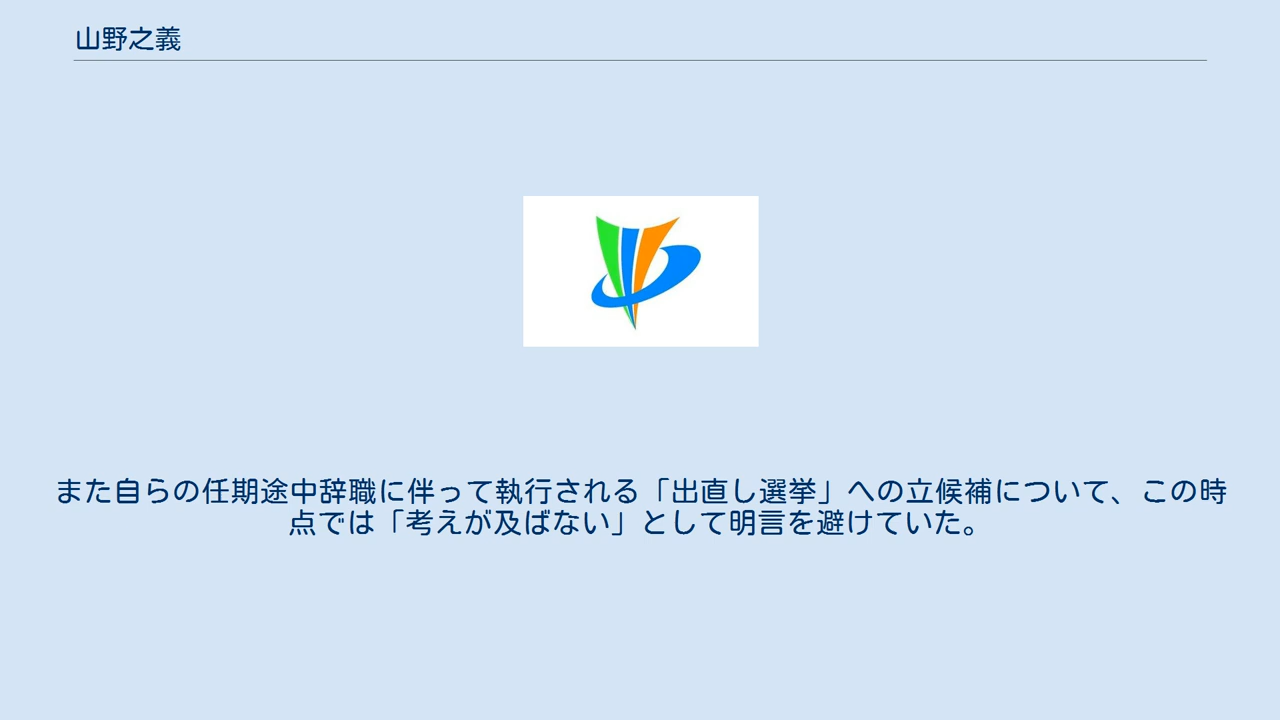 山野之義
また自らの任期途中辞職に伴って執行される「出直し選挙」への立候補について、この時
点では「考えが及ばない」として明言を避けていた。